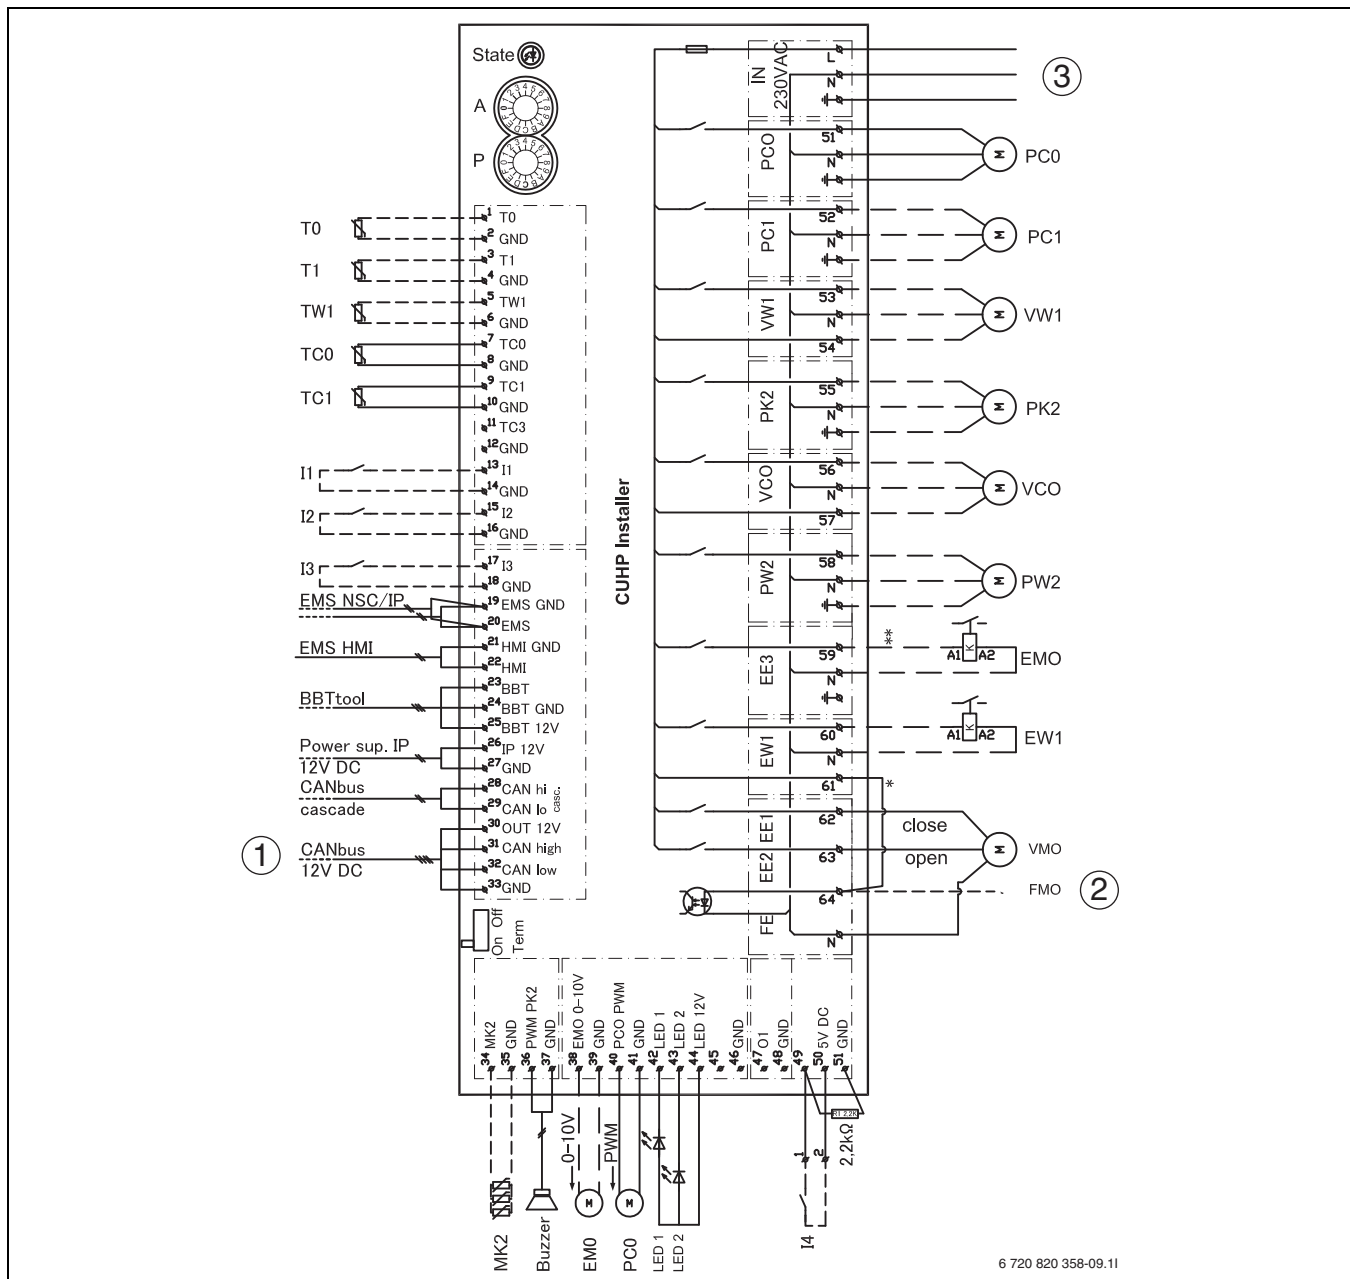 State
A
P
T0
T1
TW1
TC0
TC1
I1
I2
I3
EMS NSC/IP
EMS HMI
BBTtool
Power sup. IP
12V DC
CANbus
cascade
1
CANbus
12V DC
1 T0
2 GND
3 T1
4 GND
5 TW1
6 GND
7 TC0
8 GND
9 TC1
10 GND
11 TC3
12 GND
13 I1
14 GND
15 I2
16 GND
17 I3
18 GND
19 EMS GND
20 EMS
21 HMI GND
22 HMI
23 BBT
24 BBT GND
25 BBT 12V
26 IP 12V
27 GND
28 CAN hi casc.
29 CAN lo
30 OUT 12V
31 CAN high
32 CAN low
33 GND
On Off
Term
CUHP Installer
IN
230VAC
L
N
3
PCO
51
N
M
PC0
PC1
52
N
M
PC1
VW1
53
N
54
M
VW1
PK2
55
N
M
PK2
VCO
56
N
57
M
VCO
PW2
58
N
M
PW2
EE3
59
N
**
A1 K A2
EMO
EW1
60
N
61
A1 K A2
EW1
*
EE1
62
close
EE2
63
open
M
VMO
64
FMO
2
FE
N
34 MK2
35 GND
36 PWM PK2
37 GND
38 EMO 0-10V
39 GND
40 PCO PWM
41 GND
42 LED 1
43 LED 2
44 LED 12V
45
46 GND
47 O1
48 GND
49
50 5V DC
51 GND
R1 2,2K
2,2kΩ
1
2
0-10V
PWM
M
M
MK2
Buzzer
EM0
PC0
LED 1
LED 2
I4
6 720 820 358-09.1I